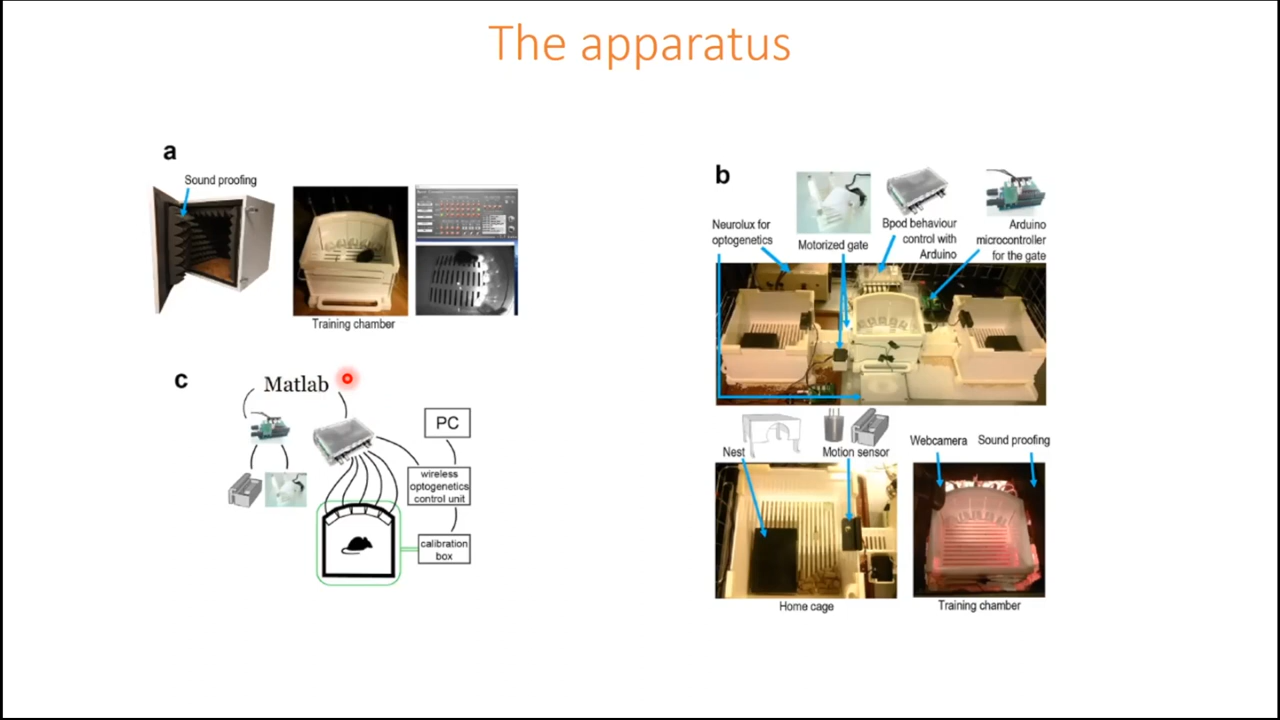 The apparatus
a
Sound proofing
Training chamber
b
Neurolux for
optogenetics
Motorized gate
Bpod behaviour
control with
Arduino
Arduino
microcontroller
for the gate
Nest
Motion sensor
Webcamera
Sound proofing
Home cage
Training chamber
c
Matlab
PC
wireless
optogenetics
control unit
calibration
box